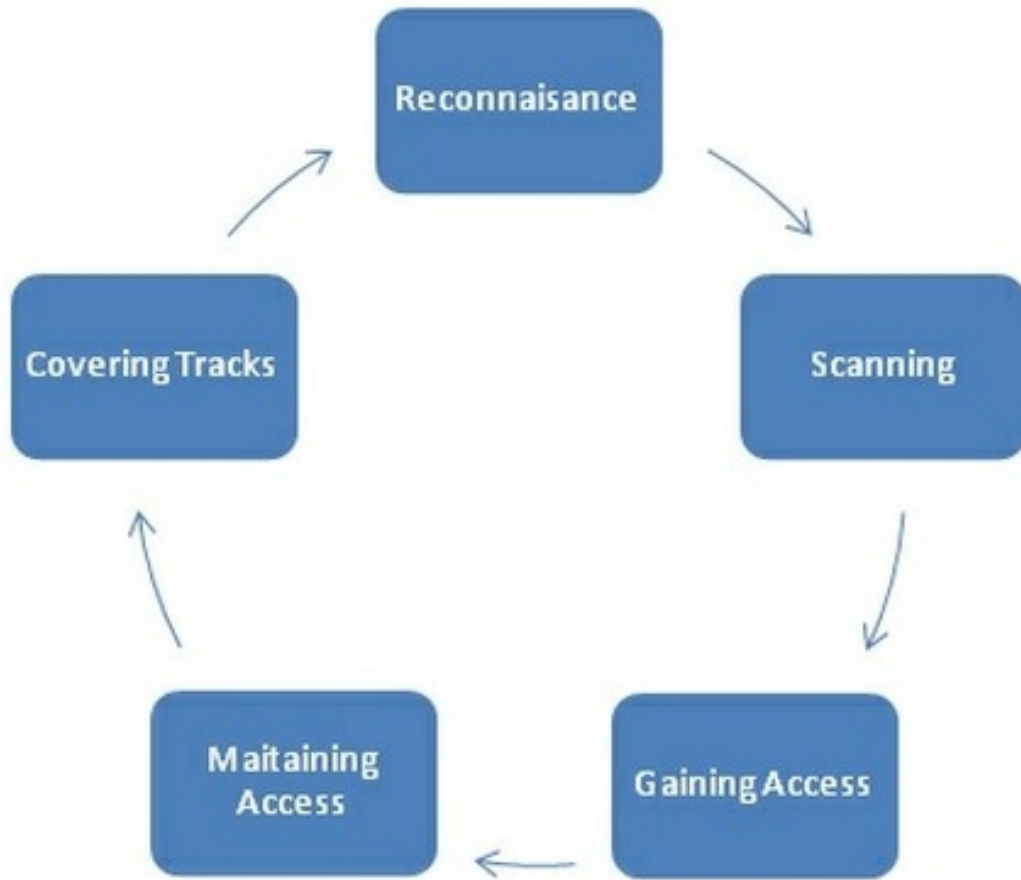 Reconnaisance
Scanning
Gaining Access
Maitaining
Access
Covering Tracks